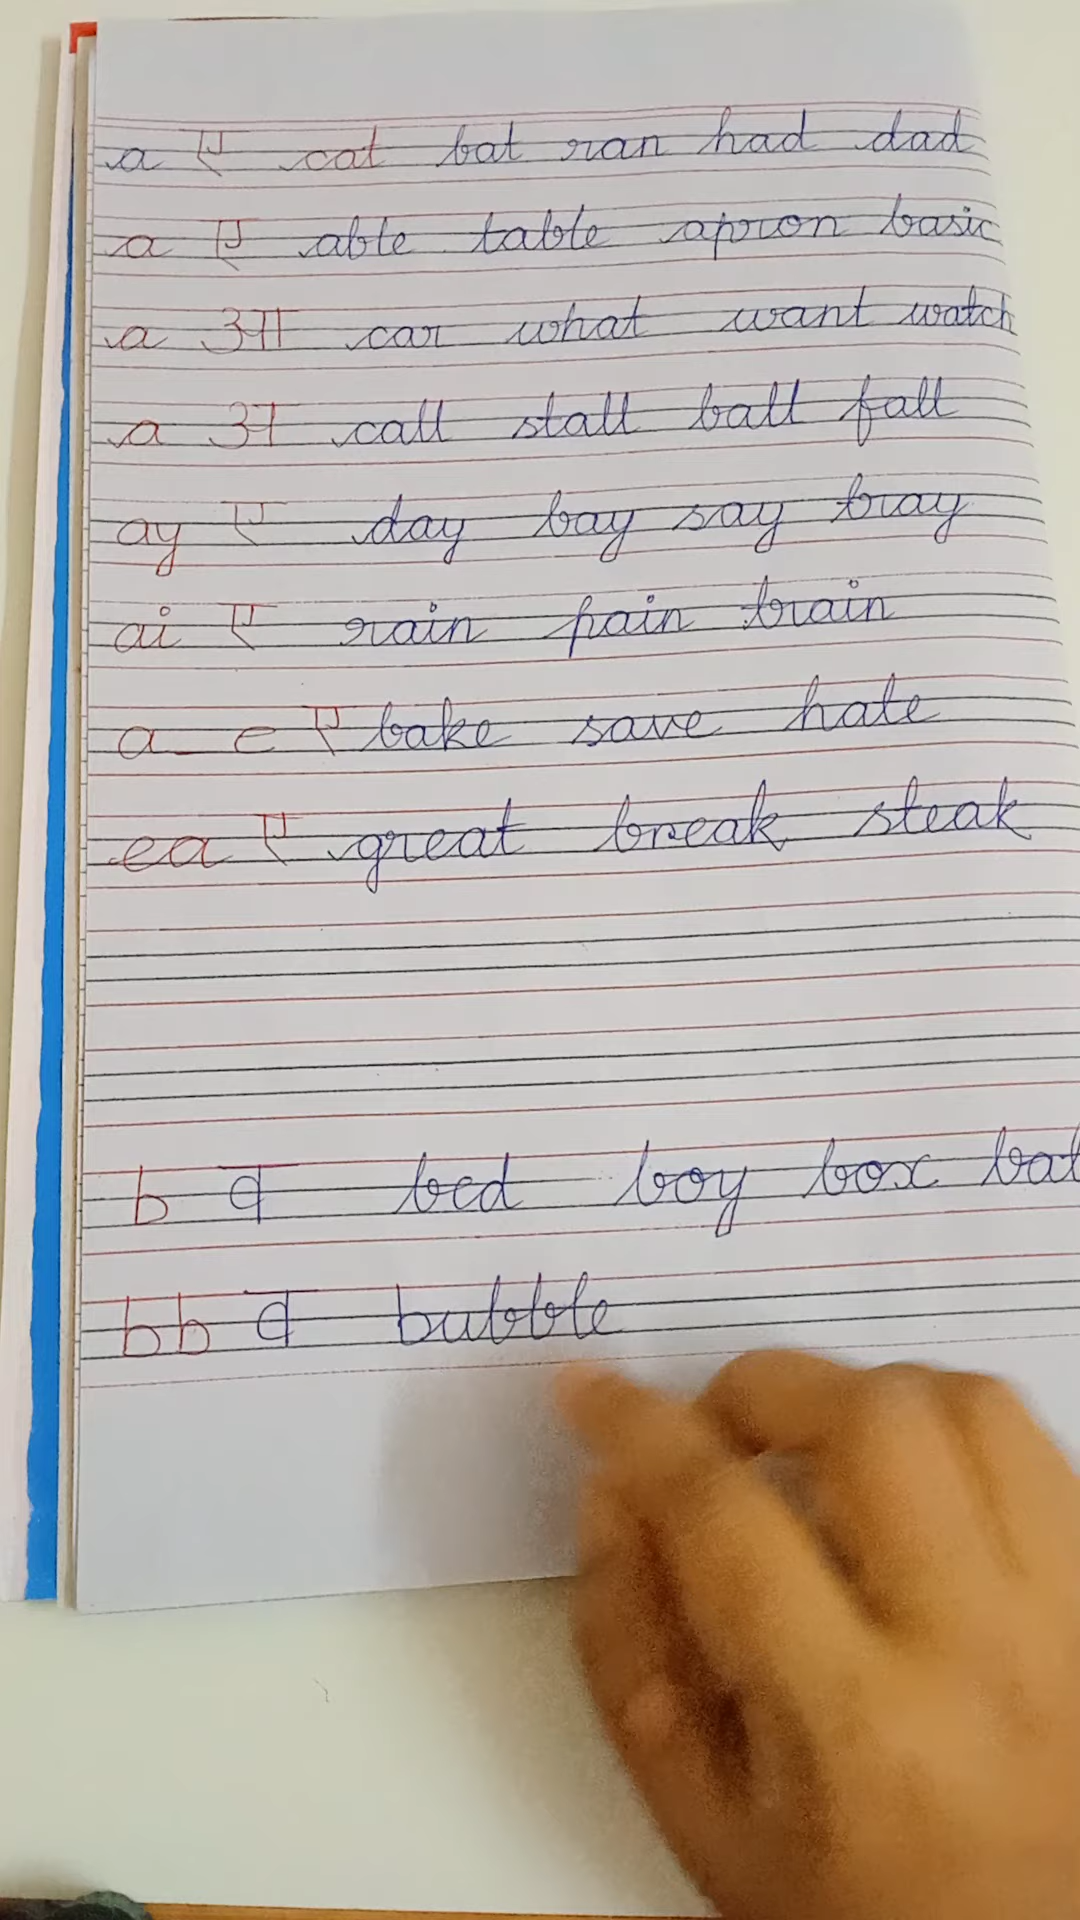 a ए cat bat ran had dad
a ए able table apron basic
a आ car what want watch
a अ call stall ball fall
ay ए day bay say tray
ai ए rain pain train
a_e ए bake save hate
ea ए great break steak
b ब bed boy box bat
bb ब bubble